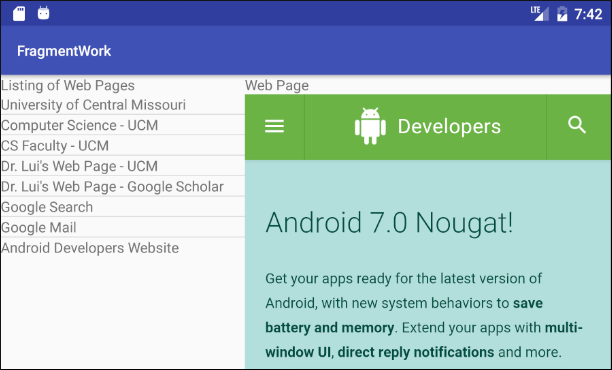 LTE 7:42
FragmentWork
Listing of Web Pages
University of Central Missouri
Computer Science - UCM
CS Faculty - UCM
Dr. Lui's Web Page - UCM
Dr. Lui's Web Page - Google Scholar
Google Search
Google Mail
Android Developers Website
Web Page
Developers
Android 7.0 Nougat!
Get your apps ready for the latest version of
Android, with new system behaviors to save
battery and memory. Extend your apps with multi-
window UI, direct reply notifications and more.